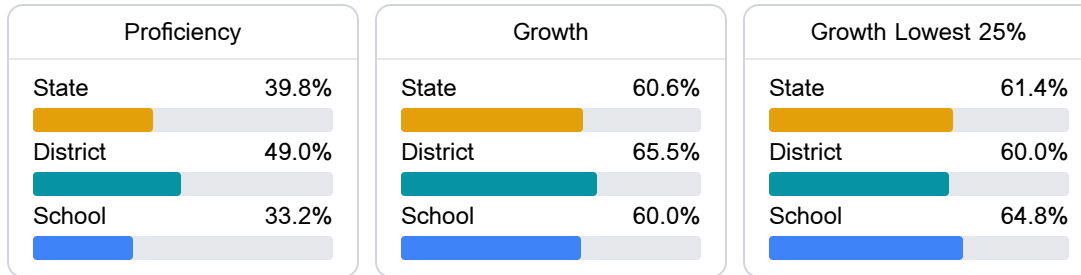 Proficiency
State 39.8%
District 49.0%
School 33.2%
Growth
State 60.6%
District 65.5%
School 60.0%
Growth Lowest 25%
State 61.4%
District 60.0%
School 64.8%